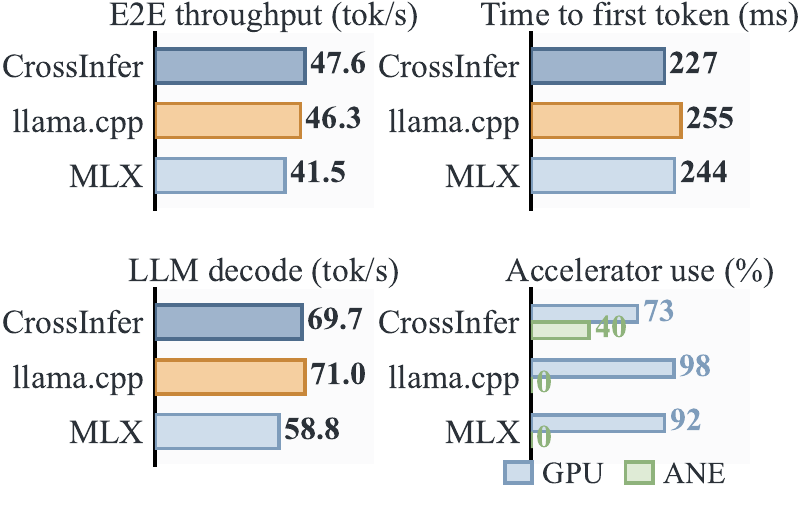 E2E throughput (tok/s)
CrossInfer 47.6
llama.cpp 46.3
MLX 41.5
Time to first token (ms)
CrossInfer 227
llama.cpp 255
MLX 244
LLM decode (tok/s)
CrossInfer 69.7
llama.cpp 71.0
MLX 58.8
Accelerator use (%)
CrossInfer 73
40
llama.cpp 98
0
MLX 92
0
GPU ANE